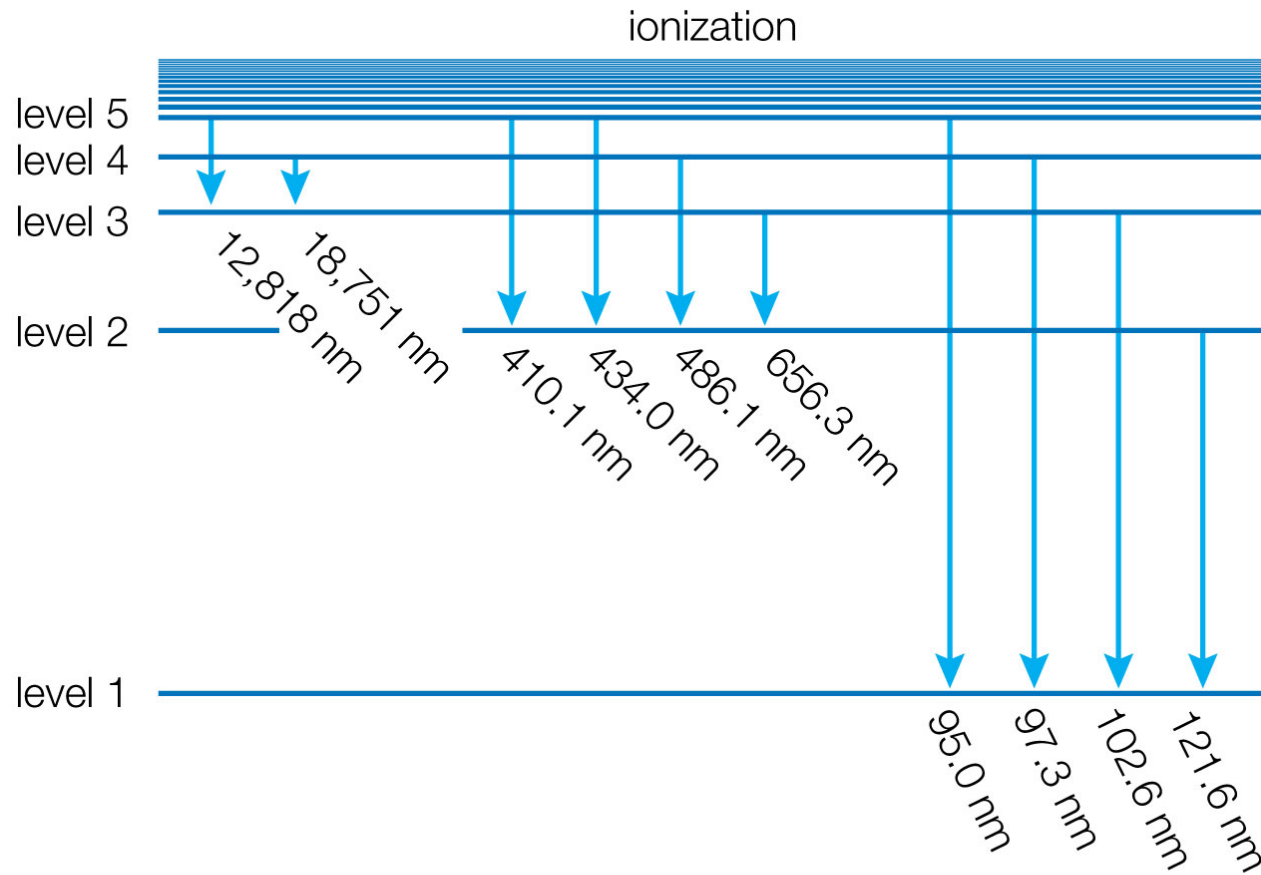 ionization
level 5
level 4
level 3
level 2
level 1
12,818 nm
18,751 nm
410.1 nm
434.0 nm
486.1 nm
656.3 nm
95.0 nm
97.3 nm
102.6 nm
121.6 nm